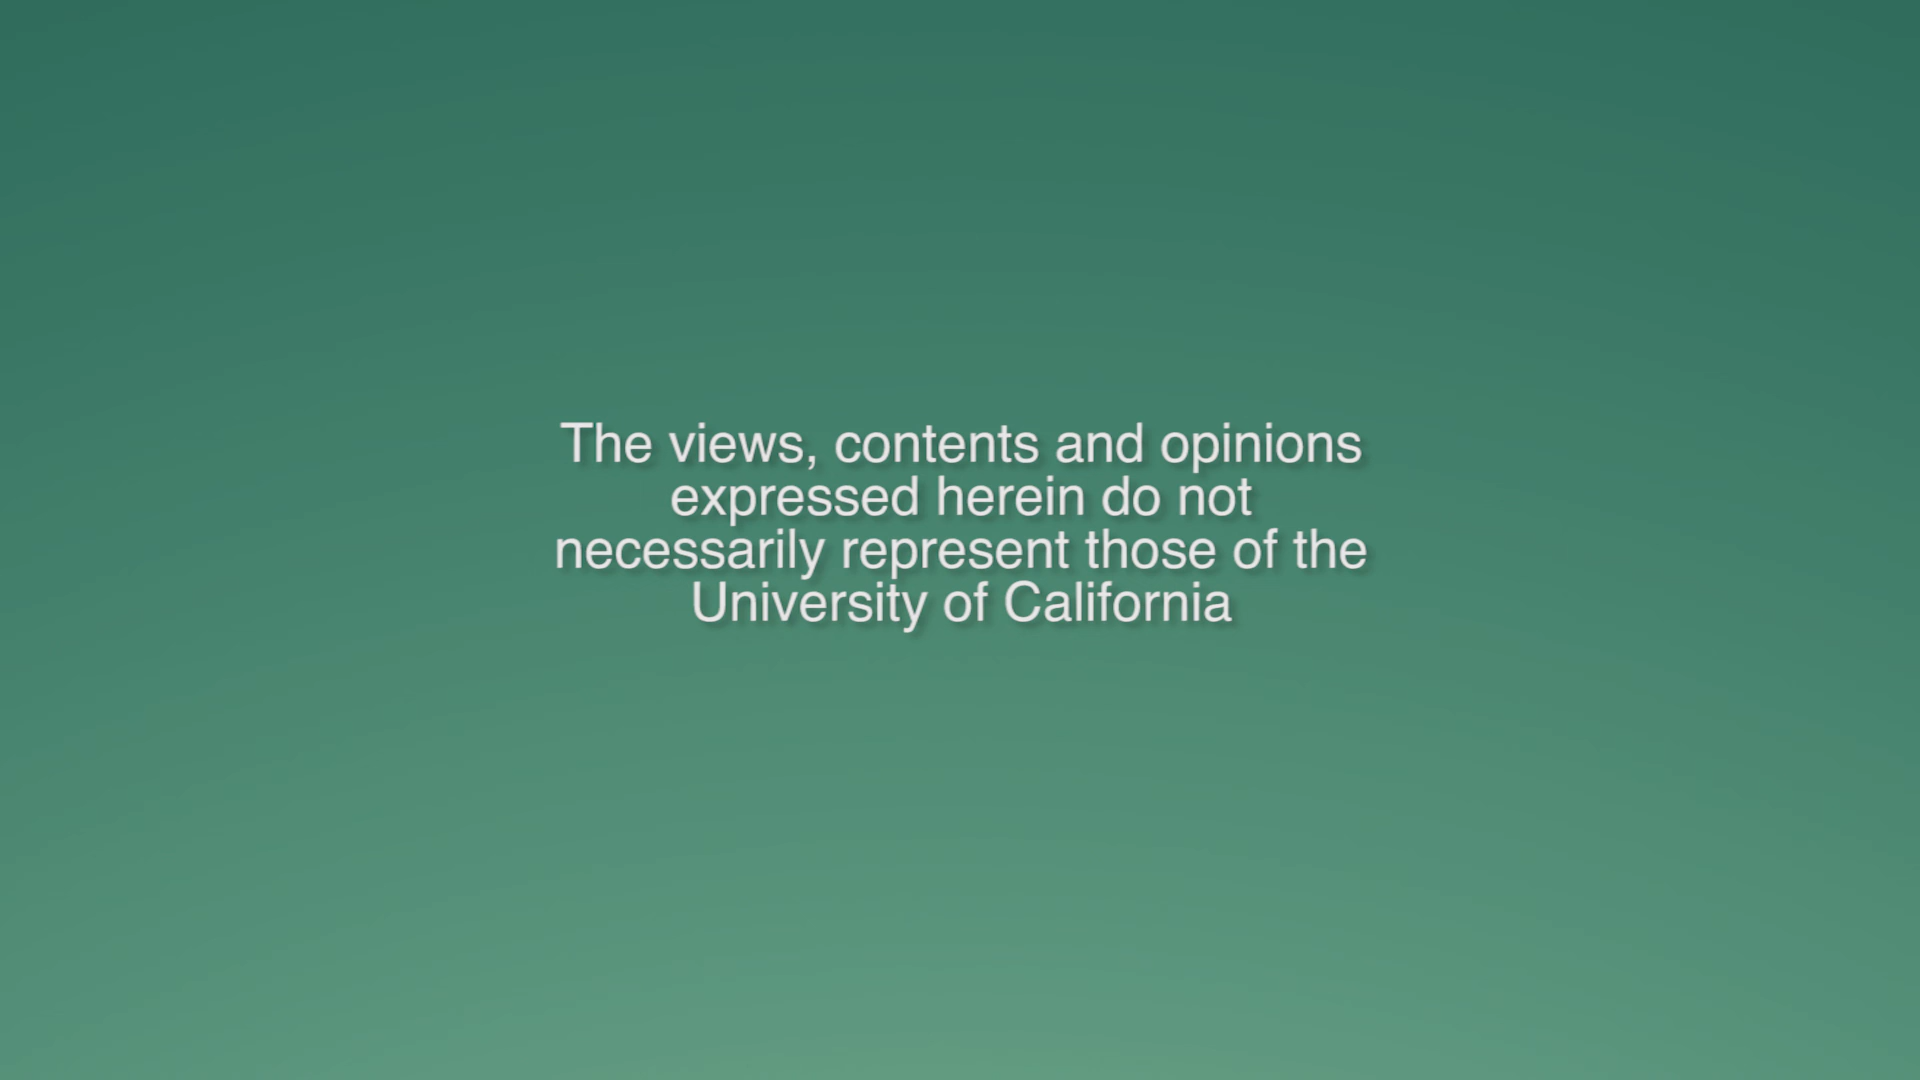 The views, contents and opinions
expressed herein do not
necessarily represent those of the
University of California